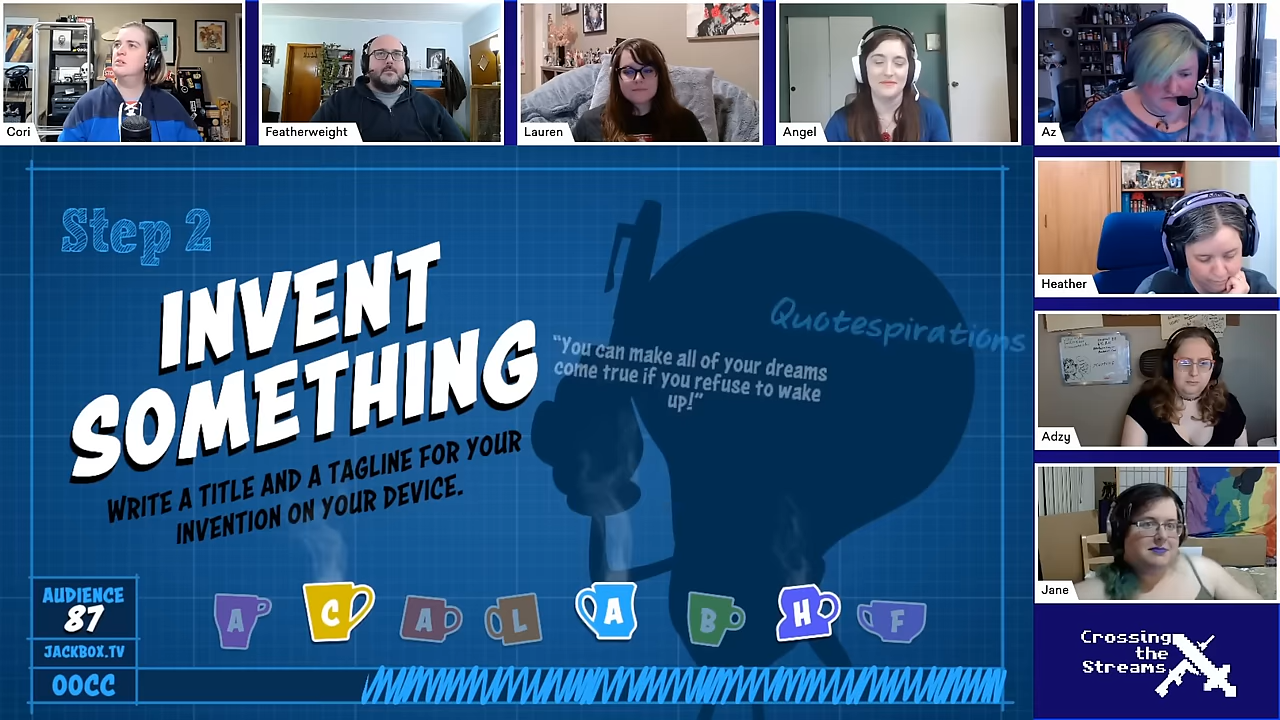 Cori
Featherweight
Lauren
Angel
Az
Heather
Adzy
Jane
Step 2
INVENT
SOMETHING
WRITE A TITLE AND A TAGLINE FOR YOUR
INVENTION ON YOUR DEVICE.
Quotespirations
"You can make all of your dreams
come true if you refuse to wake
up!"
AUDIENCE
87
JACKBOX.TV
OOCC
A C A L A B H F
Crossing
the
Streams